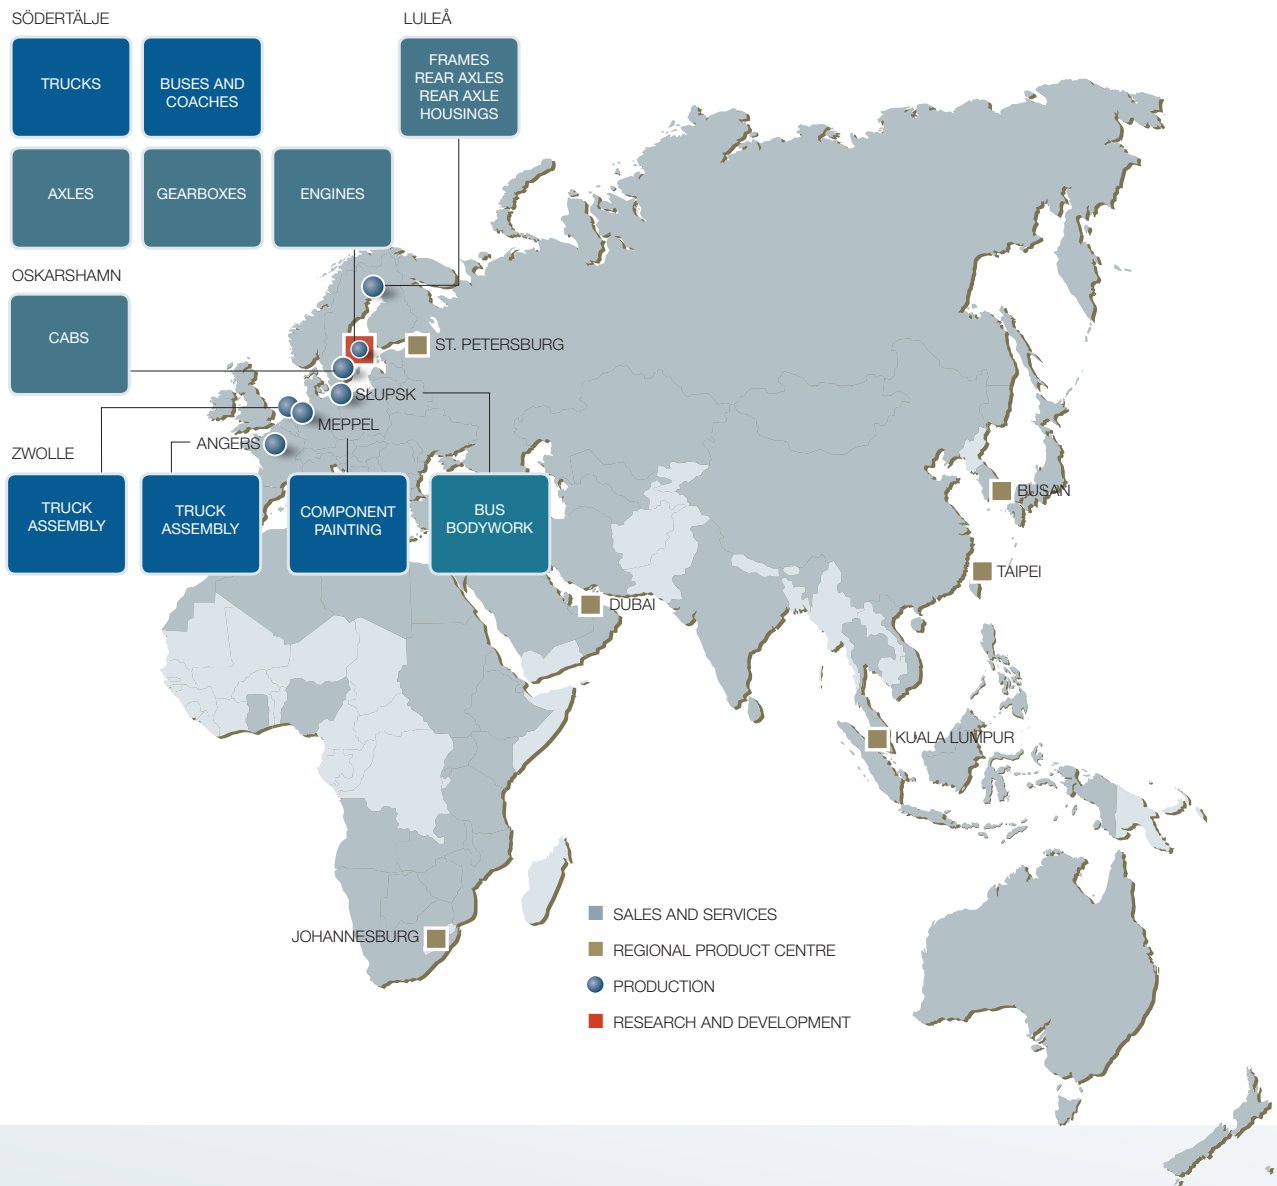 SÖDERTÄLJE
TRUCKS
BUSES AND
COACHES
AXLES
GEARBOXES
ENGINES
LULEÅ
FRAMES
REAR AXLES
REAR AXLE
HOUSINGS
OSKARSHAMN
CABS
ST. PETERSBURG
SŁUPSK
MEPPEL
ANGERS
ZWOLLE
TRUCK
ASSEMBLY
TRUCK
ASSEMBLY
COMPONENT
PAINTING
BUS
BODYWORK
BUSAN
TAIPEI
DUBAI
KUALA LUMPUR
JOHANNESBURG
SALES AND SERVICES
REGIONAL PRODUCT CENTRE
PRODUCTION
RESEARCH AND DEVELOPMENT